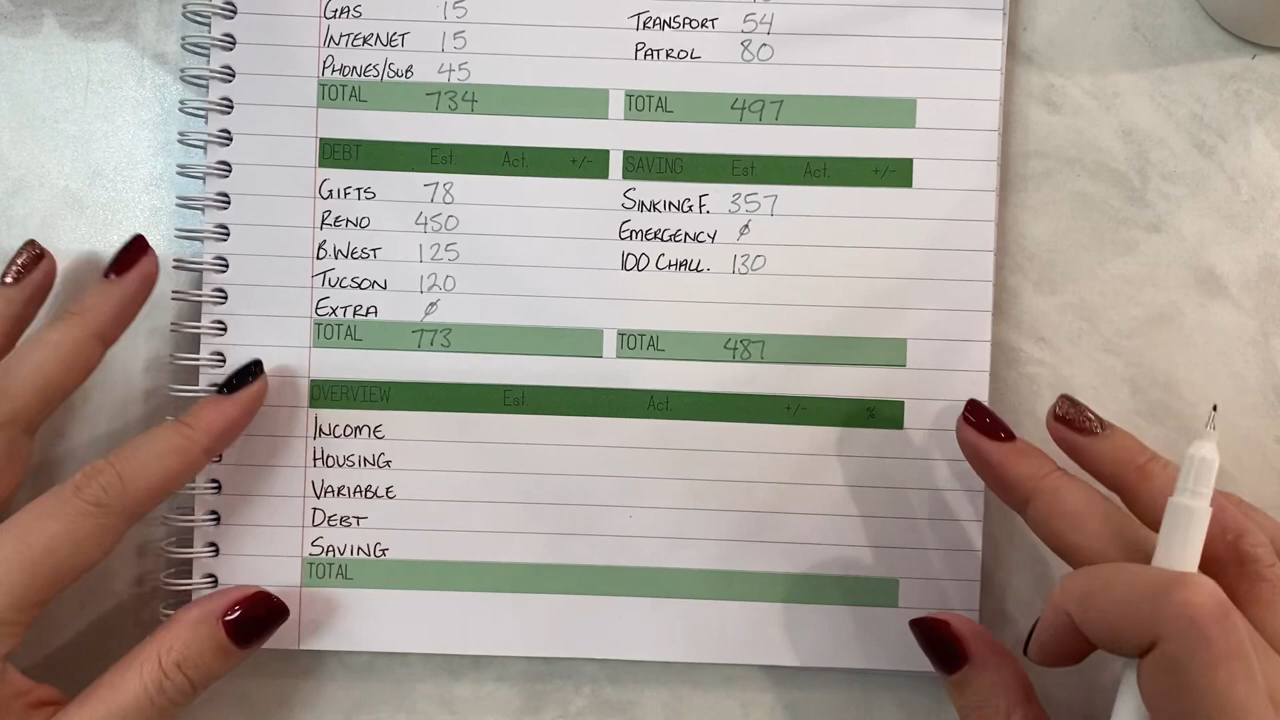 GAS 15
INTERNET 15
PHONES/SUB 45
TOTAL 734
TRANSPORT 54
PATROL 80
TOTAL 497
DEBT Est. Act. +/-
GIFTS 78
RENO 450
B.WEST 125
TUCSON 120
EXTRA ∅
TOTAL 773
SAVING Est. Act. +/-
SINKING F. 357
EMERGENCY ∅
100 CHALL. 130
TOTAL 487
OVERVIEW Est. Act. +/- %
INCOME
HOUSING
VARIABLE
DEBT
SAVING
TOTAL